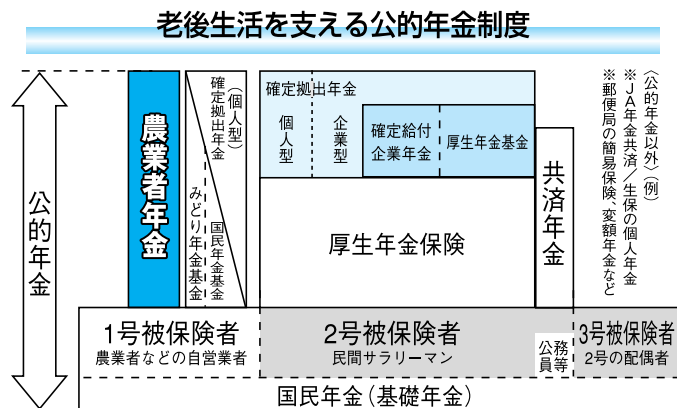 老後生活を支える公的年金制度
公的年金
農業者年金
確定拠出年金
(個人型)
みどり年金基金
国民年金基金
確定拠出年金
個人型
企業型
確定給付
企業年金
厚生年金基金
厚生年金保険
共済年金
〈公的年金以外〉(例)
※JA年金共済/生保の個人年金
※郵便局の簡易保険、変額年金など
1号被保険者
農業者などの自営業者
2号被保険者
民間サラリーマン
公務
員等
3号被保険者
2号の配偶者
国民年金(基礎年金)